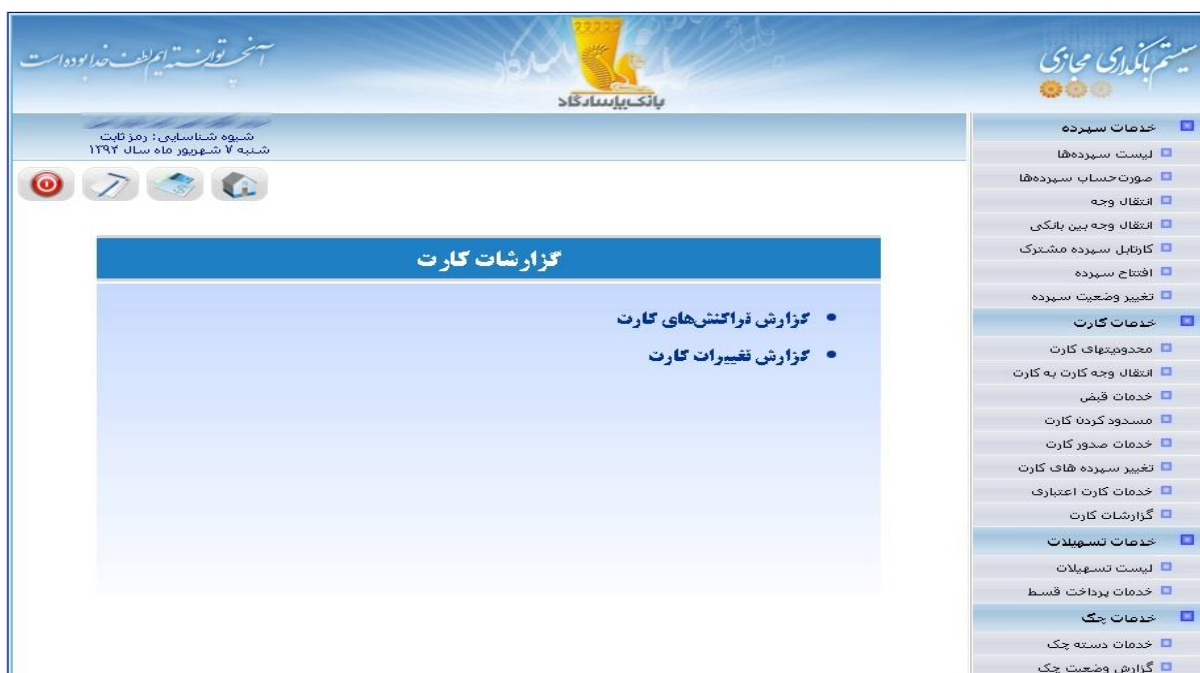 سیستم بانکداری مجازی
بانک پاسارگاد
آنچه توانسته‌ایم لطف خدا بوده است
شیوه شناسایی: رمز ثابت
شنبه ۷ شهریور ماه سال ۱۳۹۴
خدمات سپرده
لیست سپرده‌ها
صورت‌حساب سپرده‌ها
انتقال وجه
انتقال وجه بین بانکی
کارتابل سپرده مشترک
افتتاح سپرده
تغییر وضعیت سپرده
خدمات کارت
محدودیتهای کارت
انتقال وجه کارت به کارت
خدمات قبض
مسدود کردن کارت
خدمات صدور کارت
تغییر سپرده های کارت
خدمات کارت اعتباری
گزارشات کارت
خدمات تسهیلات
لیست تسهیلات
خدمات پرداخت قسط
خدمات چک
خدمات دسته چک
گزارش وضعیت چک
گزارشات کارت
گزارش تراکنش‌های کارت
گزارش تغییرات کارت